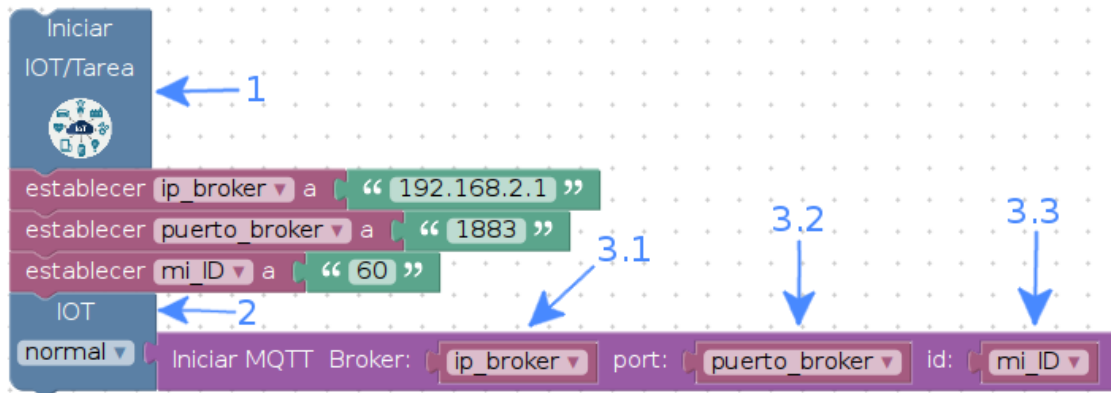 Iniciar
IOT/Tarea
IoT
1
establecer ip_broker a “ 192.168.2.1 ”
establecer puerto_broker a “ 1883 ”
establecer mi_ID a “ 60 ”
3.1
3.2
3.3
IOT
2
normal Iniciar MQTT Broker: ip_broker port: puerto_broker id: mi_ID